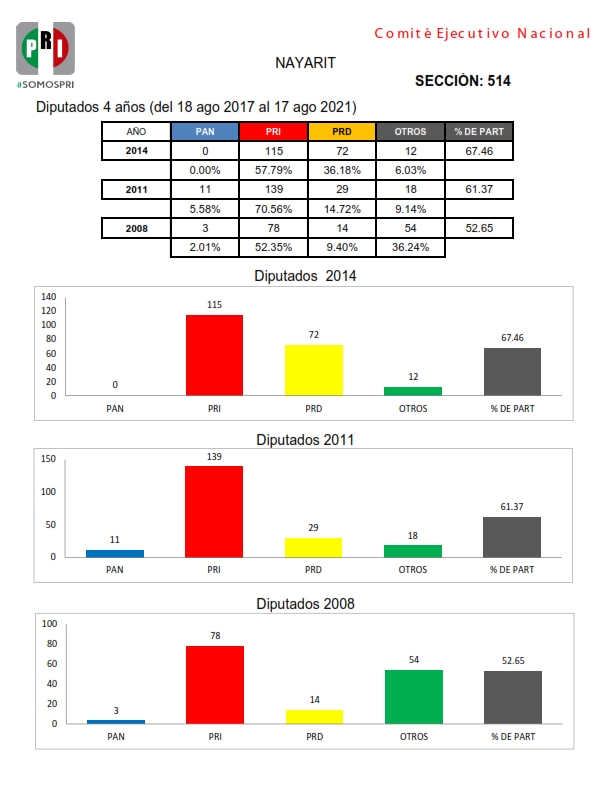 Comité Ejecutivo Nacional
PRI
#SOMOSPRI
NAYARIT
SECCIÓN: 514
Diputados 4 años (del 18 ago 2017 al 17 ago 2021)
AÑO PAN PRI PRD OTROS % DE PART
2014 0 115 72 12 67.46
0.00% 57.79% 36.18% 6.03%
2011 11 139 29 18 61.37
5.58% 70.56% 14.72% 9.14%
2008 3 78 14 54 52.65
2.01% 52.35% 9.40% 36.24%
Diputados 2014
140
120
100
80
60
40
20
0
0 115 72 12 67.46
PAN PRI PRD OTROS % DE PART
Diputados 2011
150
100
50
0
11 139 29 18 61.37
PAN PRI PRD OTROS % DE PART
Diputados 2008
100
80
60
40
20
0
3 78 14 54 52.65
PAN PRI PRD OTROS % DE PART